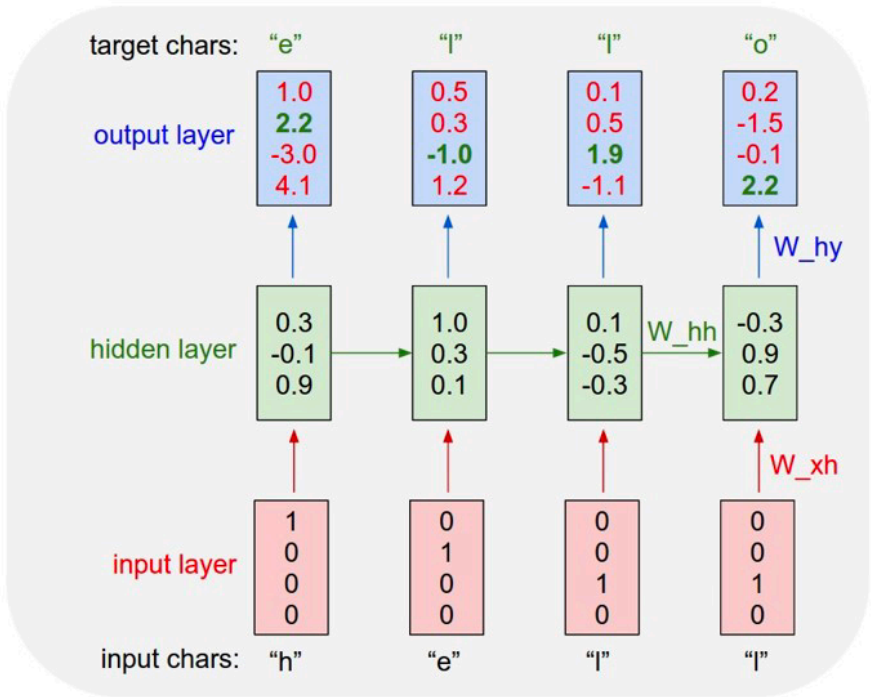 target chars: “e” “l” “l” “o”
1.0 0.5 0.1 0.2
2.2 0.3 0.5 -1.5
output layer
-3.0 -1.0 1.9 -0.1
4.1 1.2 -1.1 2.2
W_hy
0.3 1.0 0.1 -0.3
W_hh
hidden layer -0.1 0.3 -0.5 0.9
0.9 0.1 -0.3 0.7
W_xh
1 0 0 0
0 1 0 0
input layer
0 0 1 1
0 0 0 0
input chars: “h” “e” “l” “l”